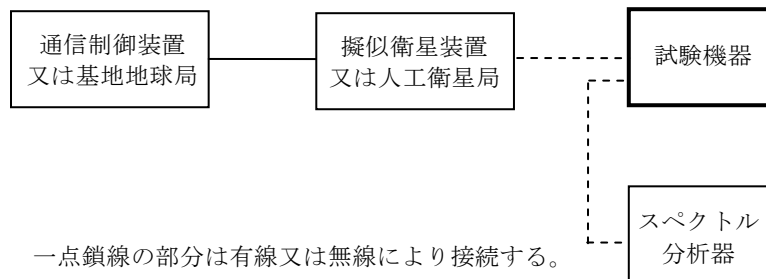 通信制御装置
又は基地地球局
擬似衛星装置
又は人工衛星局
試験機器
スペクトル
分析器
一点鎖線の部分は有線又は無線により接続する。